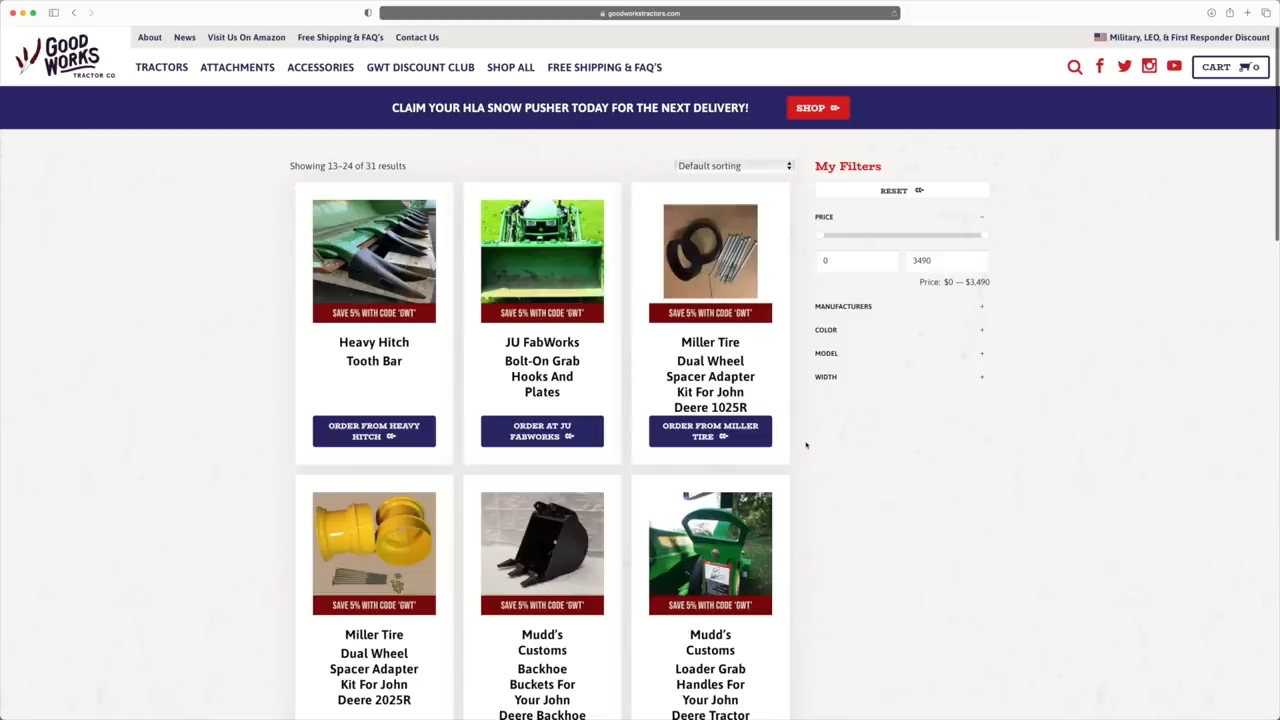 goodworkstractors.com
GOOD
WORKS
TRACTOR CO.
About News Visit Us On Amazon Free Shipping & FAQ's Contact Us
Military, LEO, & First Responder Discount
TRACTORS ATTACHMENTS ACCESSORIES GWT DISCOUNT CLUB SHOP ALL FREE SHIPPING & FAQ'S
CART 0
CLAIM YOUR HLA SNOW PUSHER TODAY FOR THE NEXT DELIVERY!
SHOP
Showing 13–24 of 31 results
Default sorting
SAVE 5% WITH CODE 'GWT'
Heavy Hitch
Tooth Bar
ORDER FROM HEAVY
HITCH
SAVE 5% WITH CODE 'GWT'
JU FabWorks
Bolt-On Grab
Hooks And
Plates
ORDER AT JU
FABWORKS
SAVE 5% WITH CODE 'GWT'
Miller Tire
Dual Wheel
Spacer Adapter
Kit For John
Deere 1025R
ORDER FROM MILLER
TIRE
SAVE 5% WITH CODE 'GWT'
Miller Tire
Dual Wheel
Spacer Adapter
Kit For John
Deere 2025R
SAVE 5% WITH CODE 'GWT'
Mudd's
Customs
Backhoe
Buckets For
Your John
Deere Backhoe
SAVE 5% WITH CODE 'GWT'
Mudd's
Customs
Loader Grab
Handles For
Your John
Deere Tractor
My Filters
RESET
PRICE −
0 3490
Price: $0 — $3,490
MANUFACTURERS +
COLOR +
MODEL +
WIDTH +